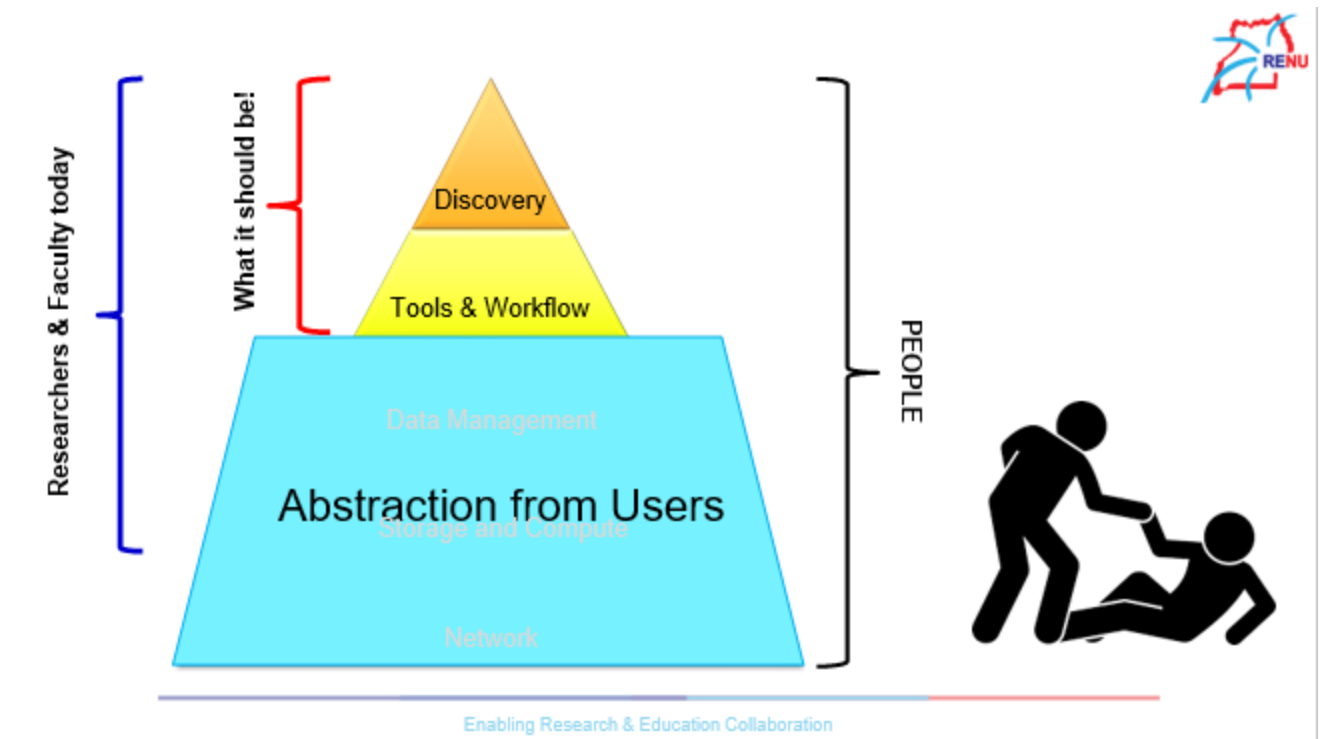 RENU
Researchers & Faculty today
What it should be!
Discovery
Tools & Workflow
Data Management
Abstraction from Users
Storage and Compute
Network
PEOPLE
Enabling Research & Education Collaboration